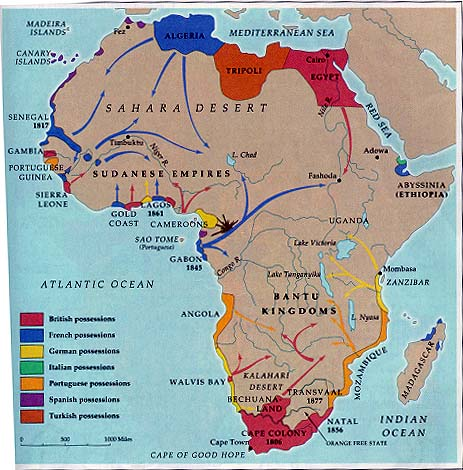 MADEIRA
ISLANDS
Fez
ALGERIA
MEDITERRANEAN SEA
CANARY
ISLANDS
TRIPOLI
Cairo
EGYPT
Nile R.
RED SEA
SAHARA DESERT
SENEGAL
1817
Timbuktu
Niger R.
GAMBIA
PORTUGUESE
GUINEA
SUDANESE EMPIRES
L. Chad
Fashoda
Adowa
ABYSSINIA
(ETHIOPIA)
SIERRA
LEONE
GOLD
COAST
LAGOS
1861
CAMEROONS
SAO TOME
(Portuguese)
GABON
1845
Congo R.
UGANDA
Lake Victoria
Mombasa
ZANZIBAR
Lake Tanganyika
ATLANTIC OCEAN
BANTU
KINGDOMS
ANGOLA
L. Nyasa
MOZAMBIQUE
MADAGASCAR
British possessions
French possessions
German possessions
Italian possessions
Portuguese possessions
Spanish possessions
Turkish possessions
WALVIS BAY
KALAHARI
DESERT
BECHUANA-
LAND
TRANSVAAL
1877
NATAL
1856
INDIAN
OCEAN
ORANGE FREE STATE
CAPE COLONY
1806
Cape Town
CAPE OF GOOD HOPE
0 500 1000 Miles